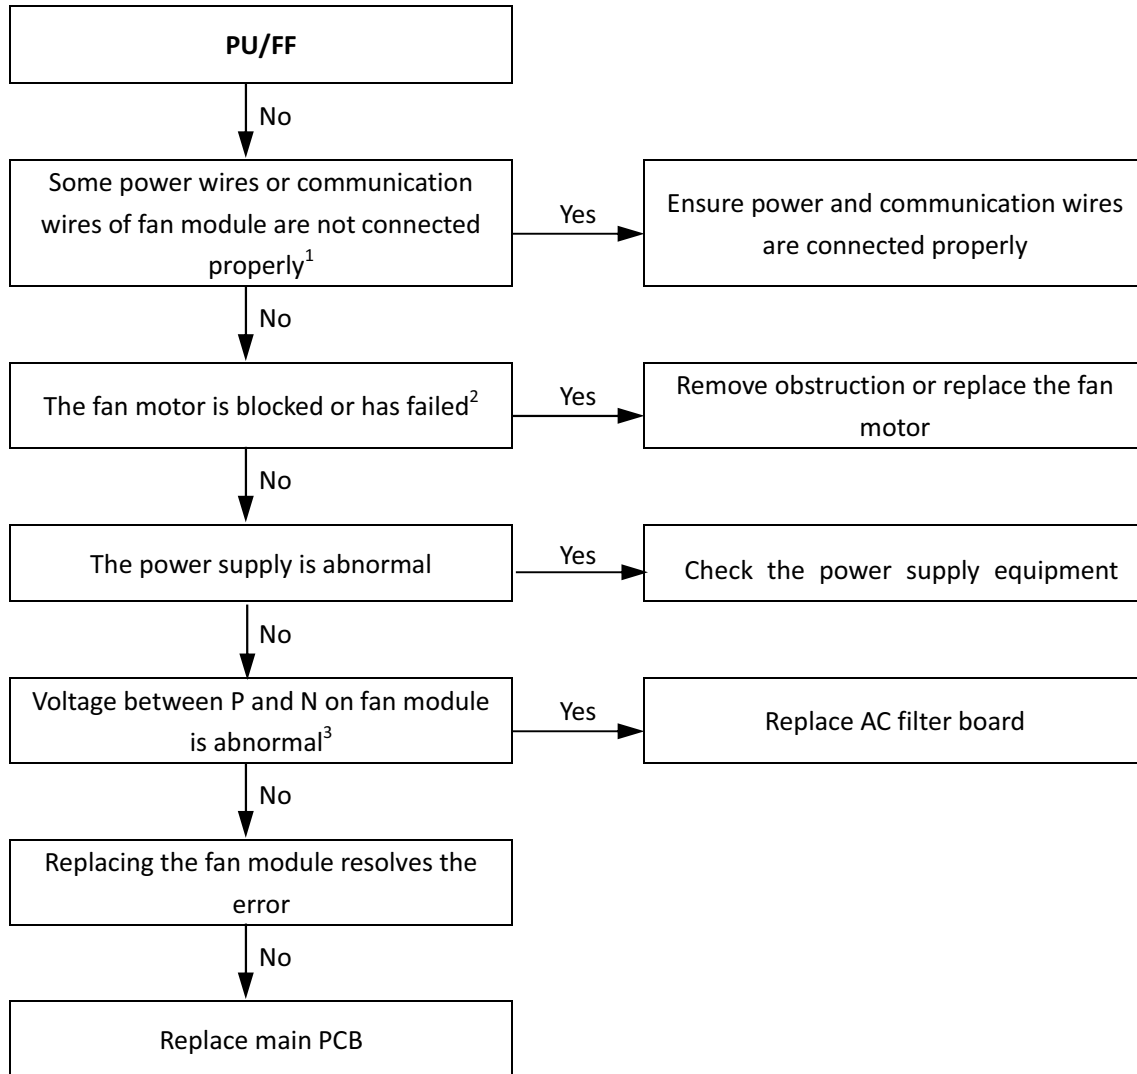 PU/FF
No
Some power wires or communication
wires of fan module are not connected
properly1
Yes
Ensure power and communication wires
are connected properly
No
The fan motor is blocked or has failed2
Yes
Remove obstruction or replace the fan
motor
No
The power supply is abnormal
Yes
Check the power supply equipment
No
Voltage between P and N on fan module
is abnormal3
Yes
Replace AC filter board
No
Replacing the fan module resolves the
error
No
Replace main PCB